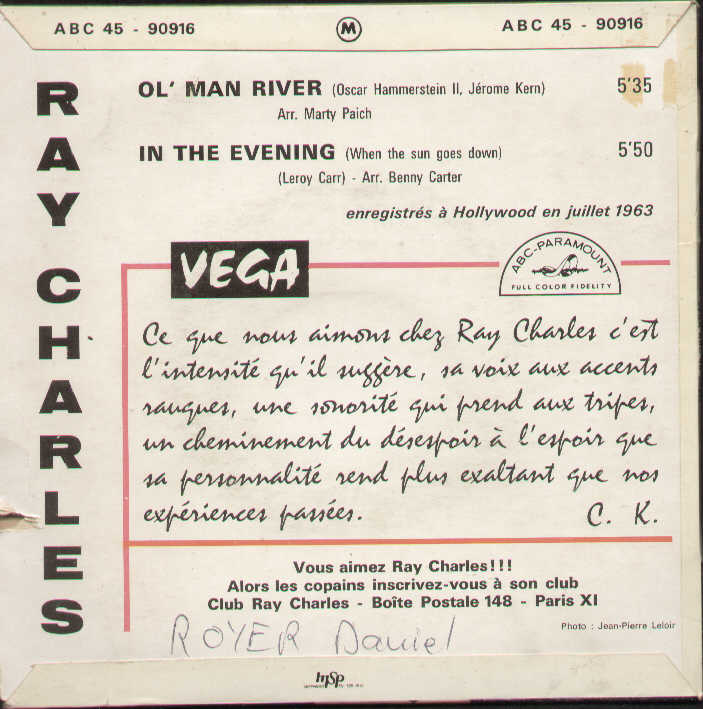 ABC 45 - 90916 M ABC 45 - 90916
RAY CHARLES
OL' MAN RIVER (Oscar Hammerstein II, Jérome Kern) 5'35
Arr. Marty Paich
IN THE EVENING (When the sun goes down) 5'50
(Leroy Carr) - Arr. Benny Carter
enregistrés à Hollywood en juillet 1963
VEGA
ABC-PARAMOUNT
FULL COLOR FIDELITY
Ce que nous aimons chez Ray Charles c'est
l'intensité qu'il suggère, sa voix aux accents
rauques, une sonorité qui prend aux tripes,
un cheminement du désespoir à l'espoir que
sa personnalité rend plus exaltant que nos
expériences passées. C. K.
Vous aimez Ray Charles!!!
Alors les copains inscrivez-vous à son club
Club Ray Charles - Boîte Postale 148 - Paris XI
Photo : Jean-Pierre Leloir
ROYER Daniel